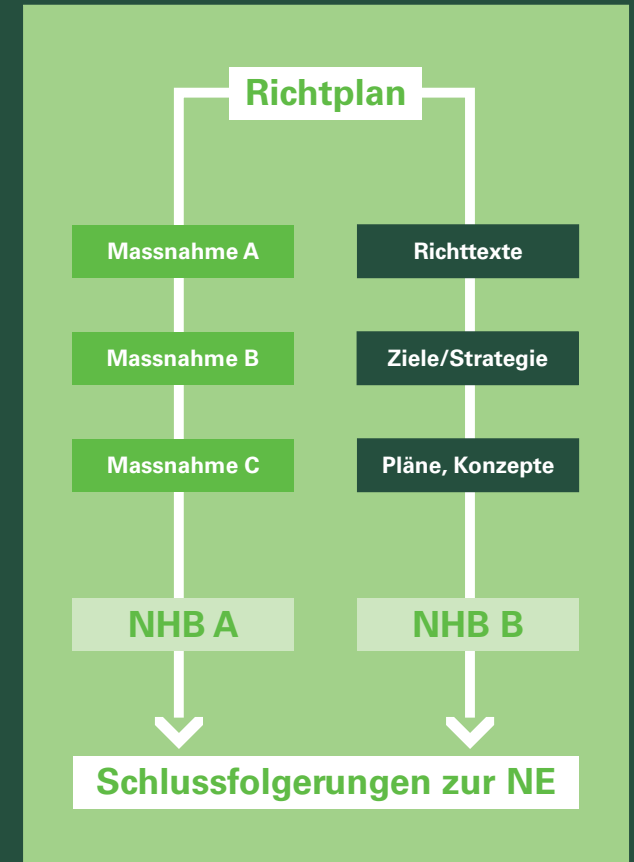 Richtplan
Massnahme A
Richttexte
Massnahme B
Ziele/Strategie
Massnahme C
Pläne, Konzepte
NHB A
NHB B
Schlussfolgerungen zur NE